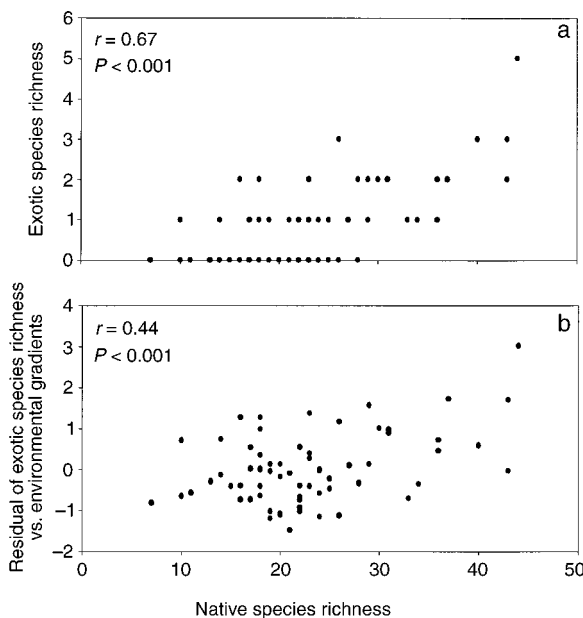 a
r = 0.67
P < 0.001
Exotic species richness
6
5
4
3
2
1
0
b
r = 0.44
P < 0.001
Residual of exotic species richness
vs. environmental gradients
4
3
2
1
0
−1
−2
0 10 20 30 40 50
Native species richness